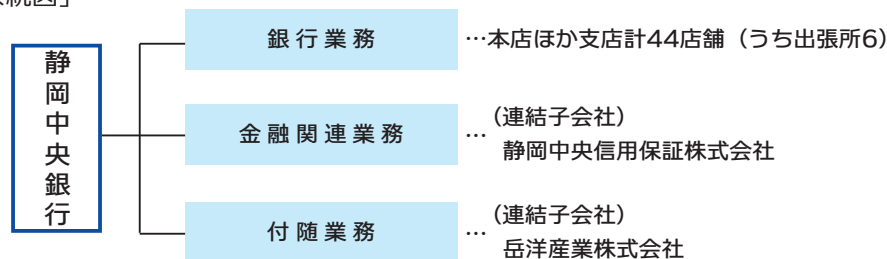 系統図」
静岡中央銀行
銀行業務 …本店ほか支店計44店舗（うち出張所6）
金融関連業務 …（連結子会社）
静岡中央信用保証株式会社
付随業務 …（連結子会社）
岳洋産業株式会社